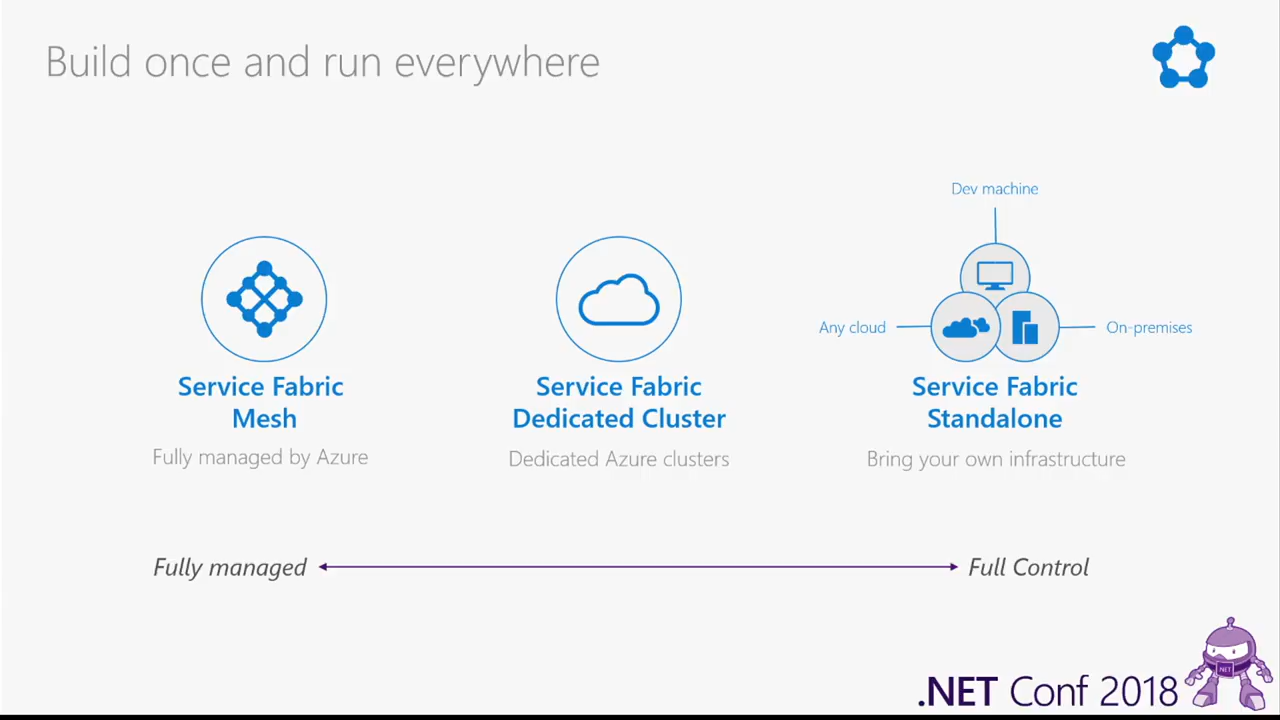 Build once and run everywhere
Dev machine
Any cloud
On-premises
Service Fabric
Mesh
Fully managed by Azure
Service Fabric
Dedicated Cluster
Dedicated Azure clusters
Service Fabric
Standalone
Bring your own infrastructure
Fully managed
Full Control
.NET Conf 2018
.NET